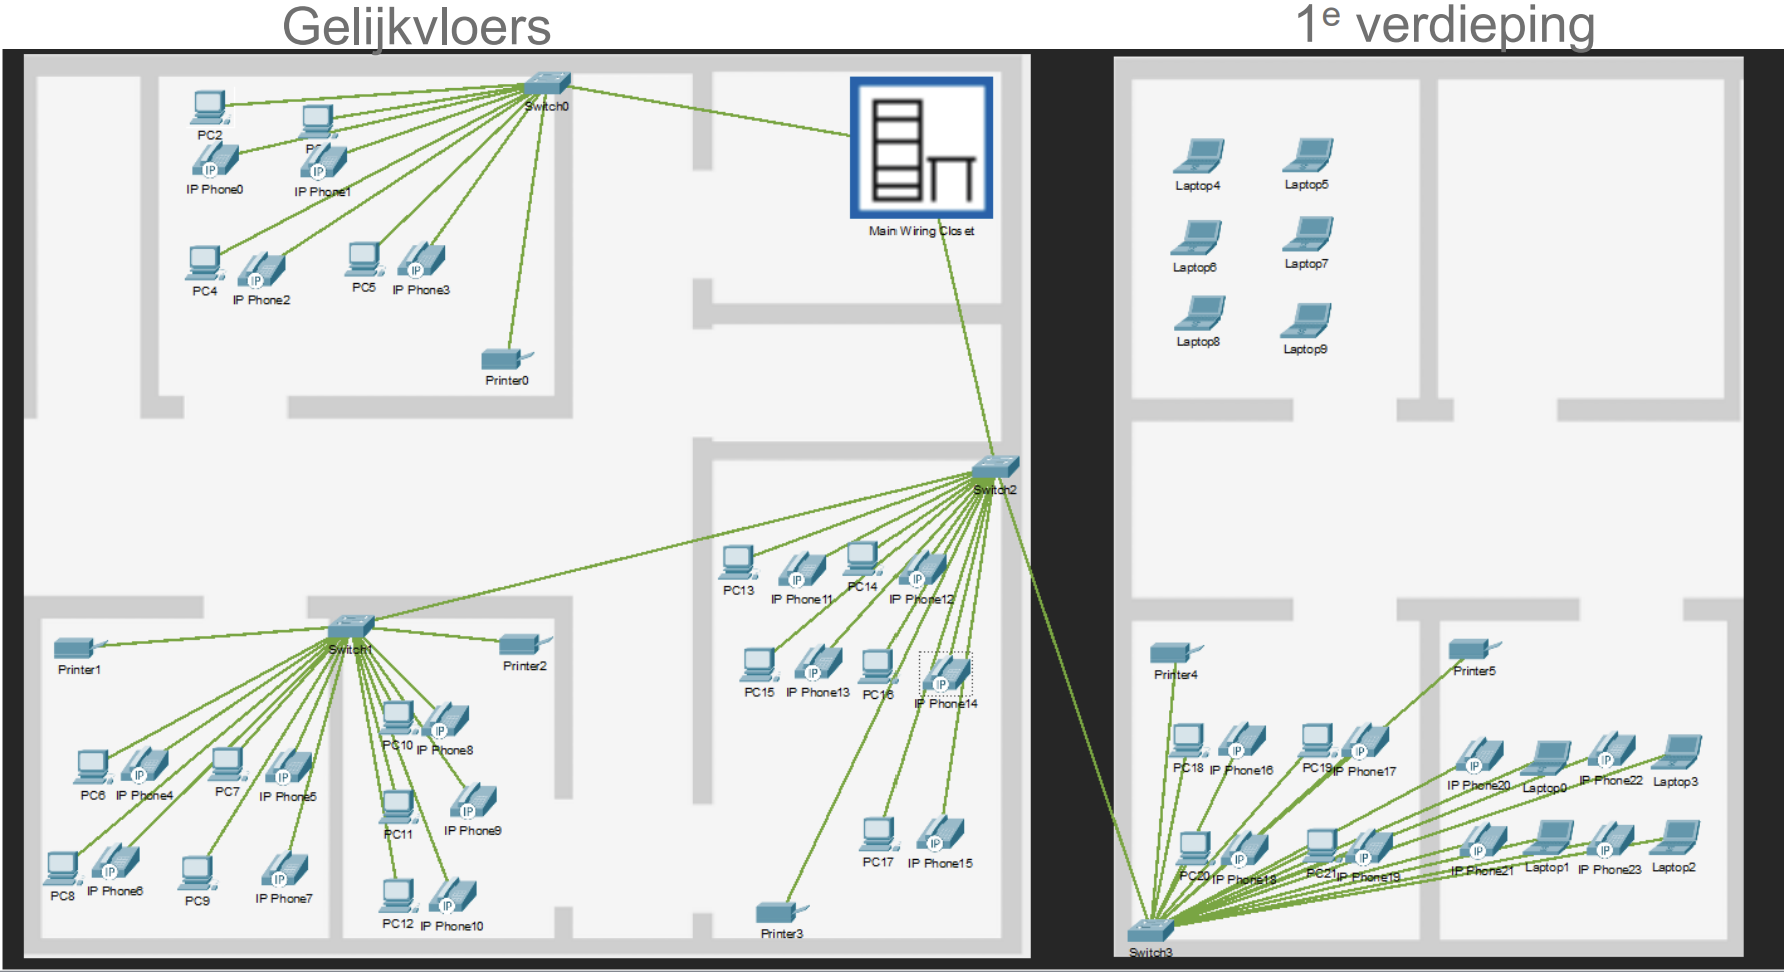 Gelijkvloers
1e verdieping
Switch0
PC2
IP Phone0
IP Phone1
Main Wiring Closet
PC4
IP Phone2
PC5
IP Phone3
Printer0
Switch2
PC13
IP Phone11
PC14
IP Phone12
PC15
IP Phone13
PC16
IP Phone14
PC17
IP Phone15
Printer3
Switch1
Printer1
Printer2
PC10
IP Phone8
PC6
IP Phone4
PC7
IP Phone5
PC11
IP Phone9
PC8
IP Phone6
PC9
IP Phone7
PC12
IP Phone10
Laptop4
Laptop5
Laptop6
Laptop7
Laptop8
Laptop9
Printer4
Printer5
PC18
IP Phone16
PC19
IP Phone17
IP Phone20
Laptop0
IP Phone22
Laptop3
PC20
IP Phone18
PC21
IP Phone19
IP Phone21
Laptop1
IP Phone23
Laptop2
Switch3